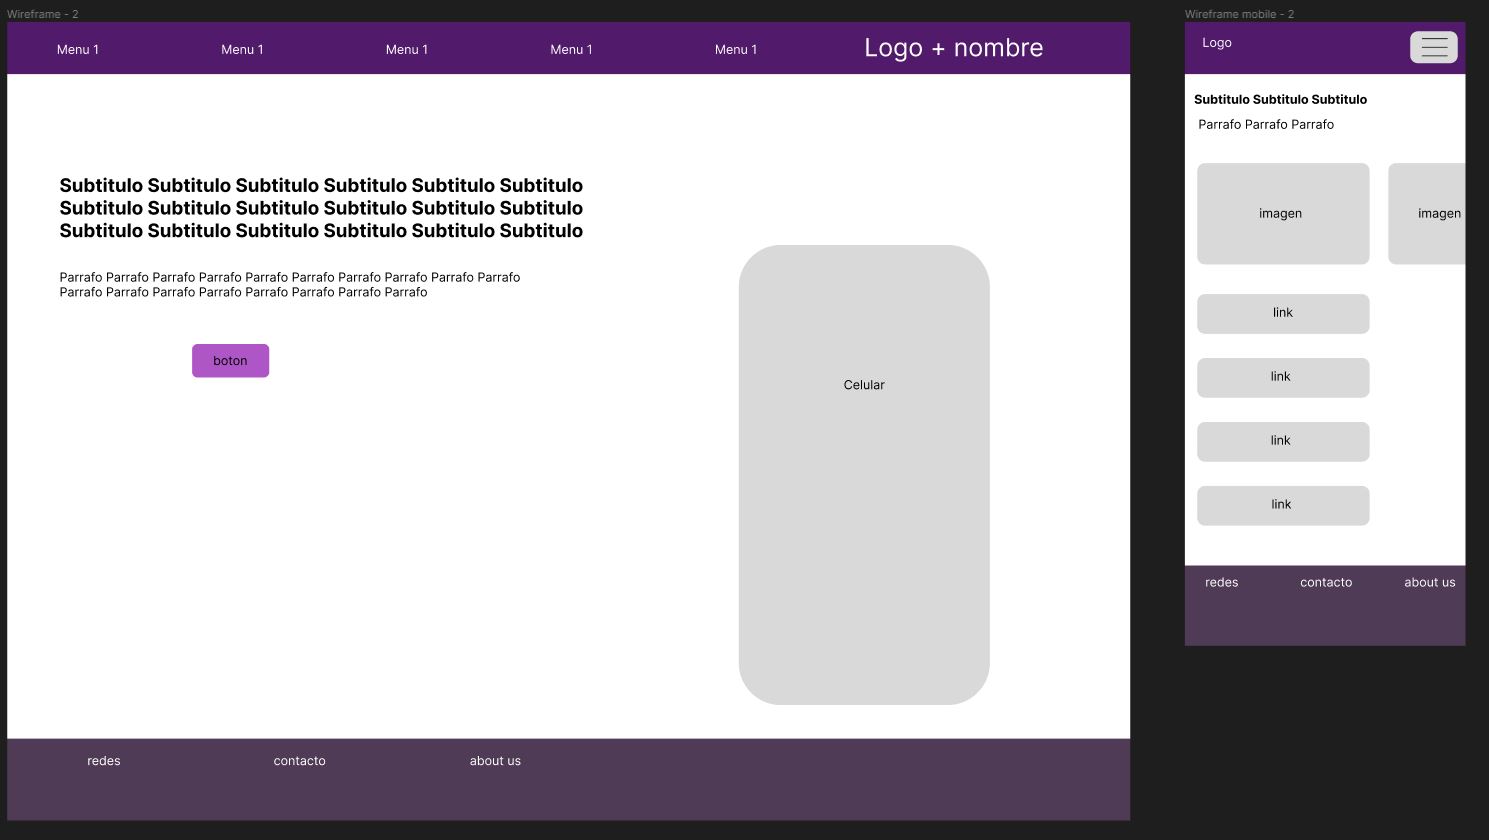 Wireframe - 2
Menu 1
Menu 1
Menu 1
Menu 1
Menu 1
Logo + nombre
Subtitulo Subtitulo Subtitulo Subtitulo Subtitulo Subtitulo
Subtitulo Subtitulo Subtitulo Subtitulo Subtitulo Subtitulo
Subtitulo Subtitulo Subtitulo Subtitulo Subtitulo Subtitulo
Parrafo Parrafo Parrafo Parrafo Parrafo Parrafo Parrafo Parrafo Parrafo Parrafo
Parrafo Parrafo Parrafo Parrafo Parrafo Parrafo Parrafo Parrafo
boton
Celular
redes
contacto
about us
Wireframe mobile - 2
Logo
Subtitulo Subtitulo Subtitulo
Parrafo Parrafo Parrafo
imagen
imagen
link
link
link
link
redes
contacto
about us